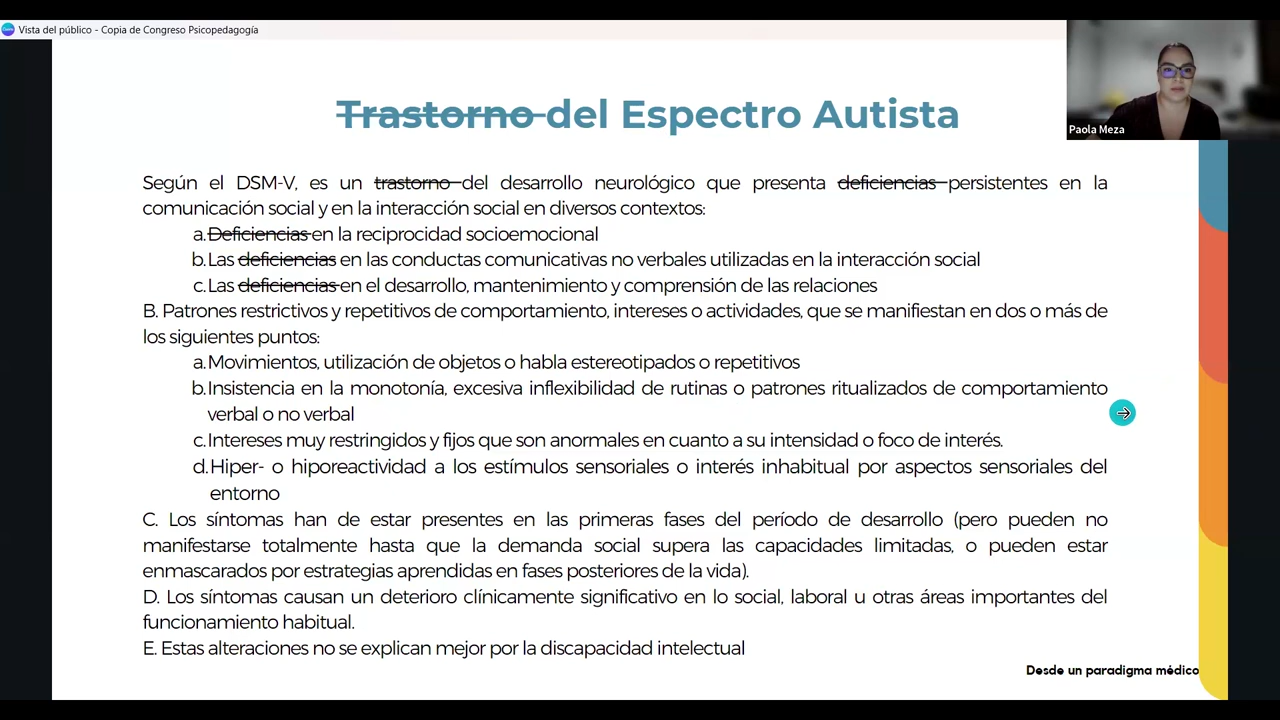 Vista del público - Copia de Congreso Psicopedagogía
Paola Meza
Trastorno del Espectro Autista
Según el DSM-V, es un trastorno del desarrollo neurológico que presenta deficiencias persistentes en la
comunicación social y en la interacción social en diversos contextos:
a. Deficiencias en la reciprocidad socioemocional
b. Las deficiencias en las conductas comunicativas no verbales utilizadas en la interacción social
c. Las deficiencias en el desarrollo, mantenimiento y comprensión de las relaciones
B. Patrones restrictivos y repetitivos de comportamiento, intereses o actividades, que se manifiestan en dos o más de
los siguientes puntos:
a. Movimientos, utilización de objetos o habla estereotipados o repetitivos
b. Insistencia en la monotonía, excesiva inflexibilidad de rutinas o patrones ritualizados de comportamiento
verbal o no verbal
c. Intereses muy restringidos y fijos que son anormales en cuanto a su intensidad o foco de interés.
d. Hiper- o hiporeactividad a los estímulos sensoriales o interés inhabitual por aspectos sensoriales del
entorno
C. Los síntomas han de estar presentes en las primeras fases del período de desarrollo (pero pueden no
manifestarse totalmente hasta que la demanda social supera las capacidades limitadas, o pueden estar
enmascarados por estrategias aprendidas en fases posteriores de la vida).
D. Los síntomas causan un deterioro clínicamente significativo en lo social, laboral u otras áreas importantes del
funcionamiento habitual.
E. Estas alteraciones no se explican mejor por la discapacidad intelectual
Desde un paradigma médico